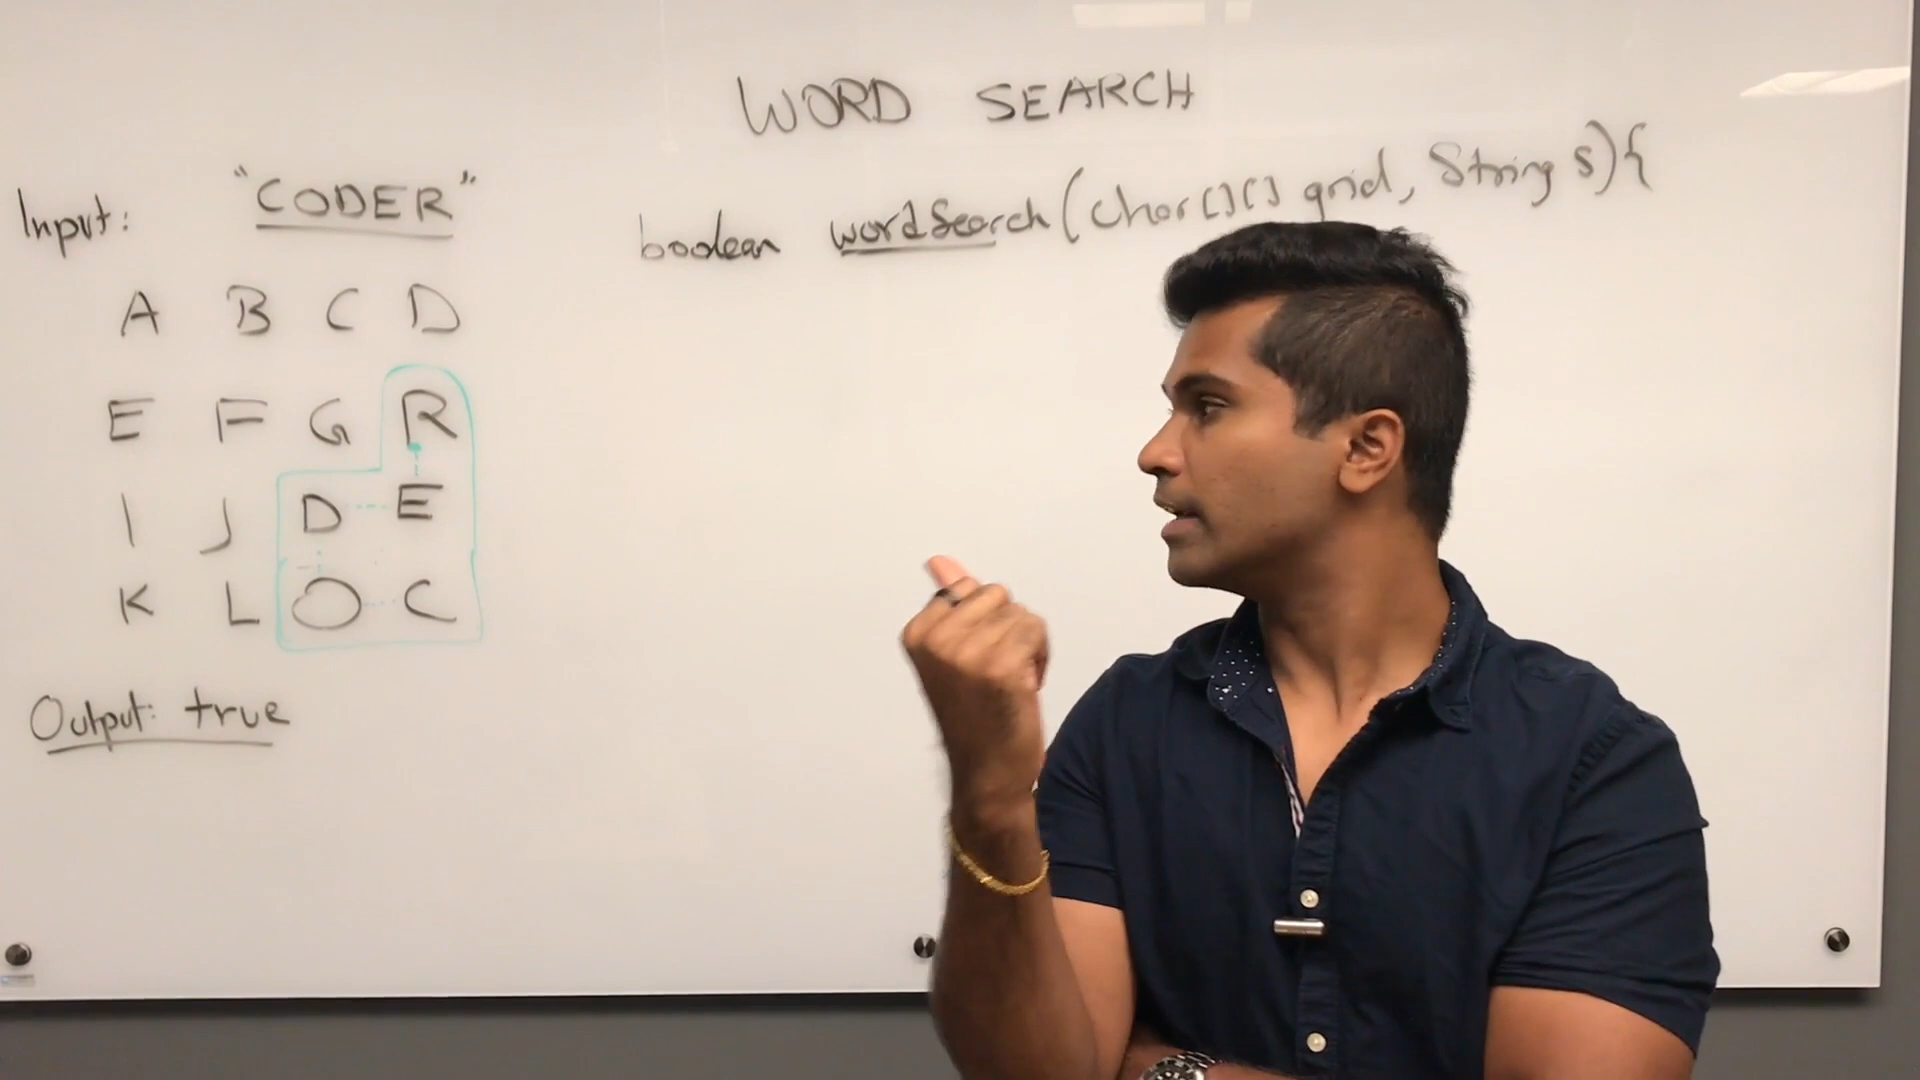 WORD SEARCH
Input: "CODER"
boolean wordSearch(char[][] grid, String s){
A B C D
E F G R
I J D E
K L O C
Output: true